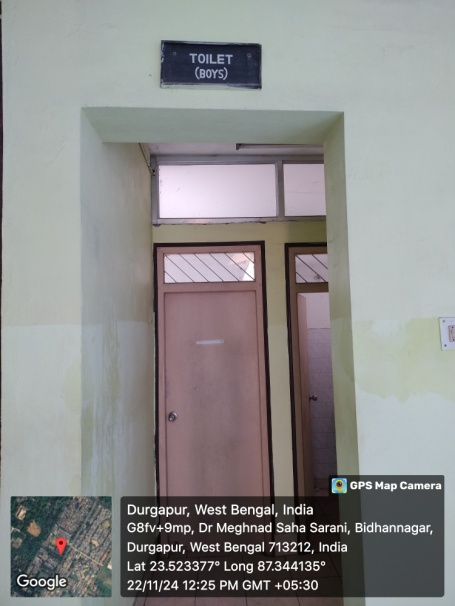 TOILET
(BOYS)
GPS Map Camera
Durgapur, West Bengal, India
G8fv+9mp, Dr Meghnad Saha Sarani, Bidhannagar,
Durgapur, West Bengal 713212, India
Lat 23.523377° Long 87.344135°
22/11/24 12:25 PM GMT +05:30
Google